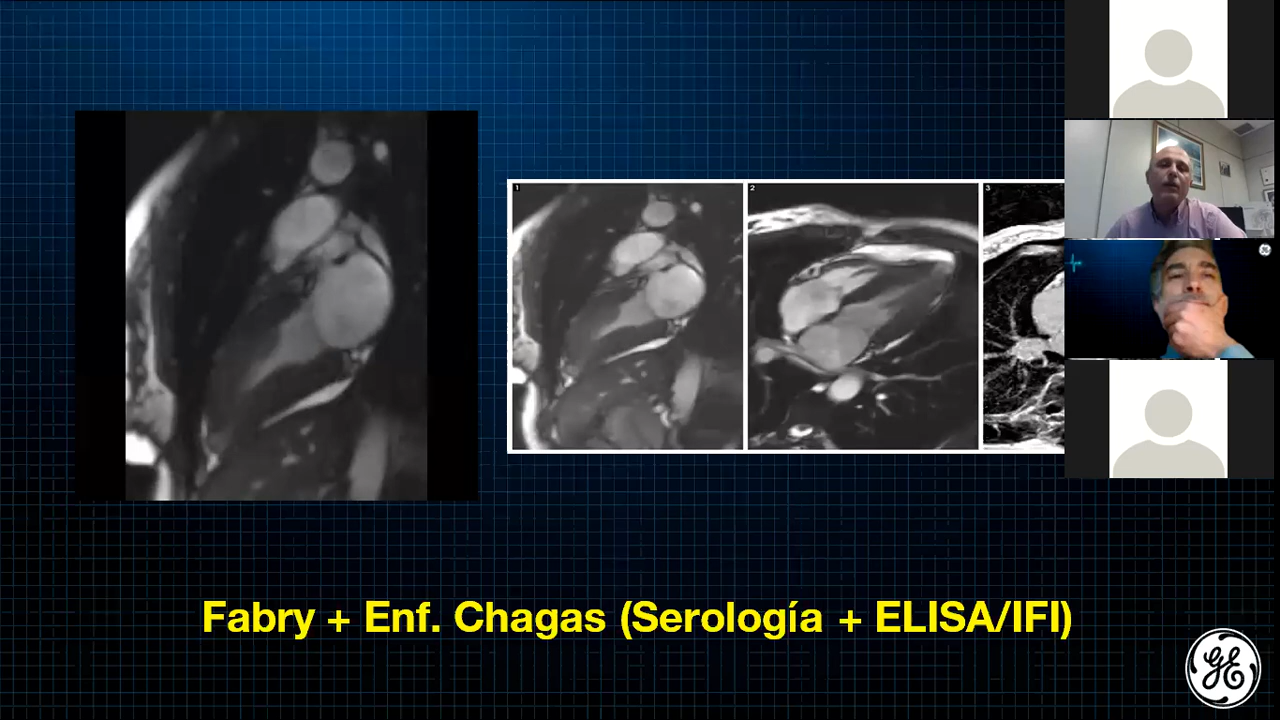 1
2
3
Fabry + Enf. Chagas (Serología + ELISA/IFI)
GE